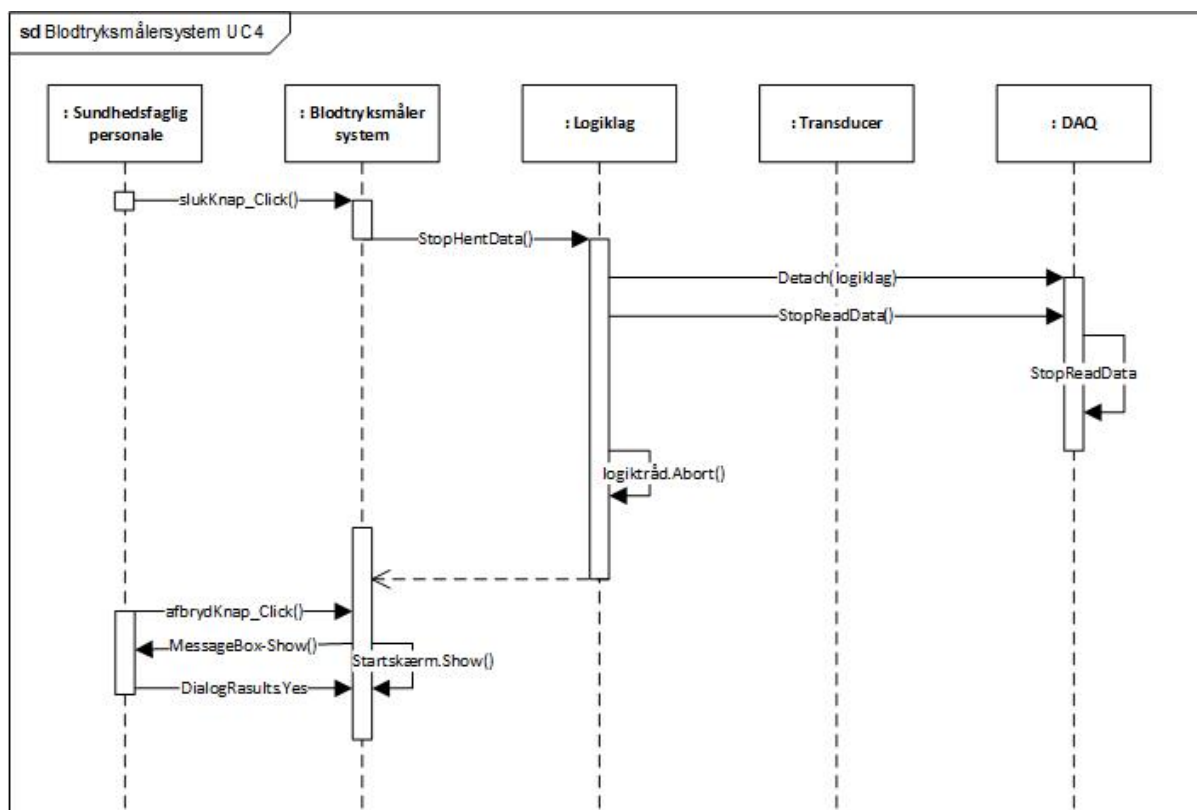 sd Blodtryksmålersystem UC4
: Sundhedsfaglig
personale
: Blodtryksmåler
system
: Logiklag
: Transducer
: DAQ
slukKnap_Click()
StopHentData()
Detach(logiklag)
StopReadData()
StopReadData
logiktråd.Abort()
afbrydKnap_Click()
MessageBox-Show()
Startskærm.Show()
DialogRasults.Yes